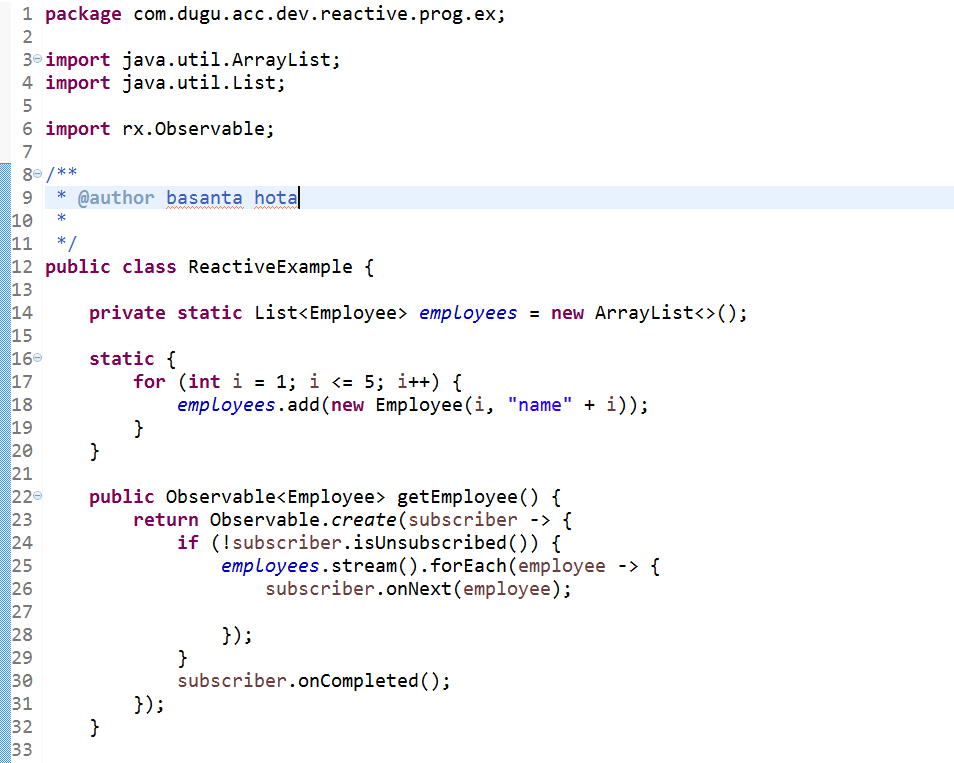 1 package com.dugu.acc.dev.reactive.prog.ex;
2
3 import java.util.ArrayList;
4 import java.util.List;
5
6 import rx.Observable;
7
8 /**
9  * @author basanta hota
10  *
11  */
12 public class ReactiveExample {
13
14     private static List<Employee> employees = new ArrayList<>();
15
16     static {
17         for (int i = 1; i <= 5; i++) {
18             employees.add(new Employee(i, "name" + i));
19         }
20     }
21
22     public Observable<Employee> getEmployee() {
23         return Observable.create(subscriber -> {
24             if (!subscriber.isUnsubscribed()) {
25                 employees.stream().forEach(employee -> {
26                     subscriber.onNext(employee);
27
28                 });
29             }
30             subscriber.onCompleted();
31         });
32     }
33